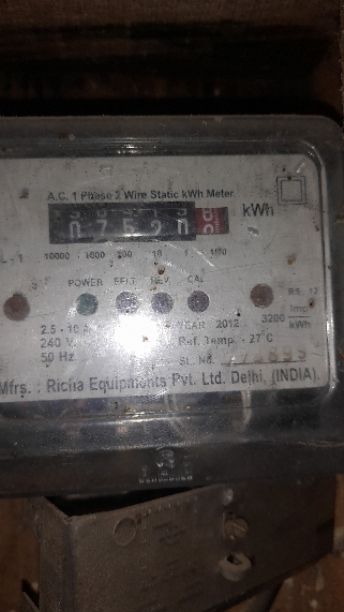 A.C. 1 Phase 2 Wire Static kWh Meter.
07520 kWh
10000 1000 100 10 1 1/10
POWER E.F.LT REV. CAL
2.5 - 10 A YEAR 2012 3200 Imp/kWh
240 V. Ref. Temp. - 27°C
50 Hz SL. No.
Mfrs. : Richa Equipments Pvt. Ltd. Delhi, (INDIA)